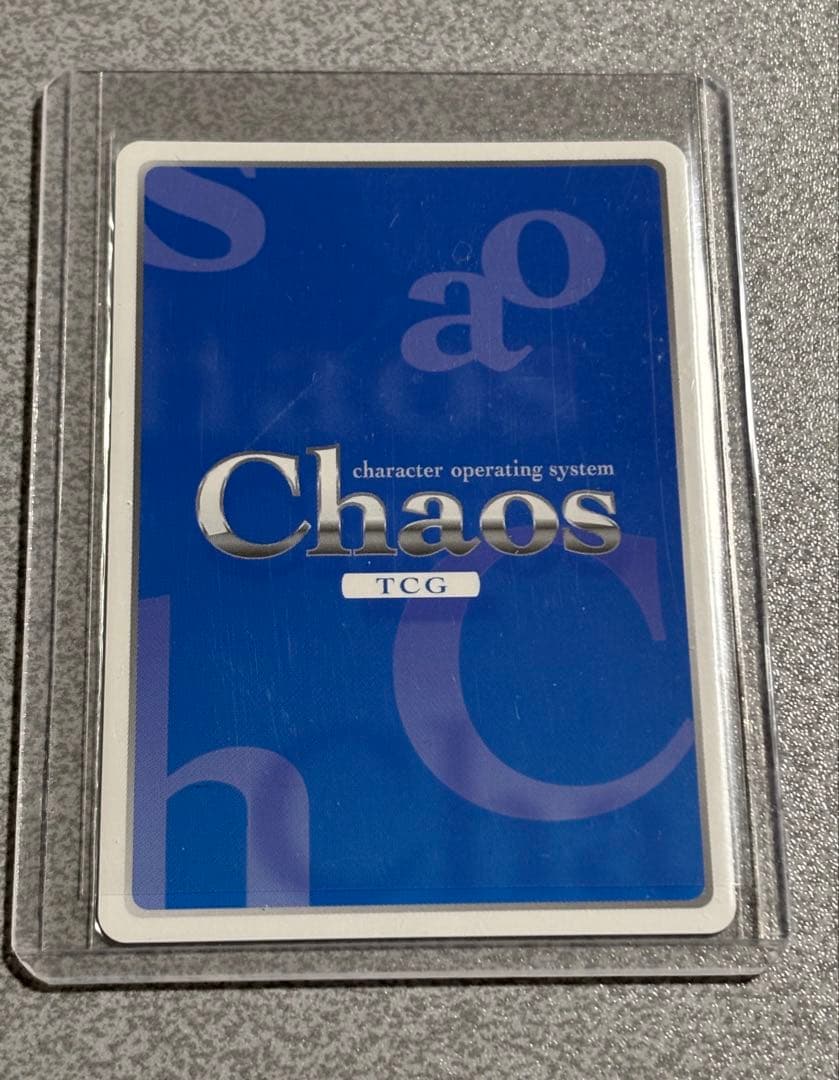 s
a o
character operating system
Chaos
TCG
C
h